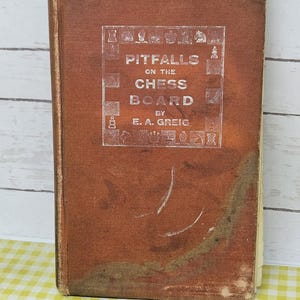 PITFALLS
ON THE
CHESS
BOARD
BY
E. A. GREIG